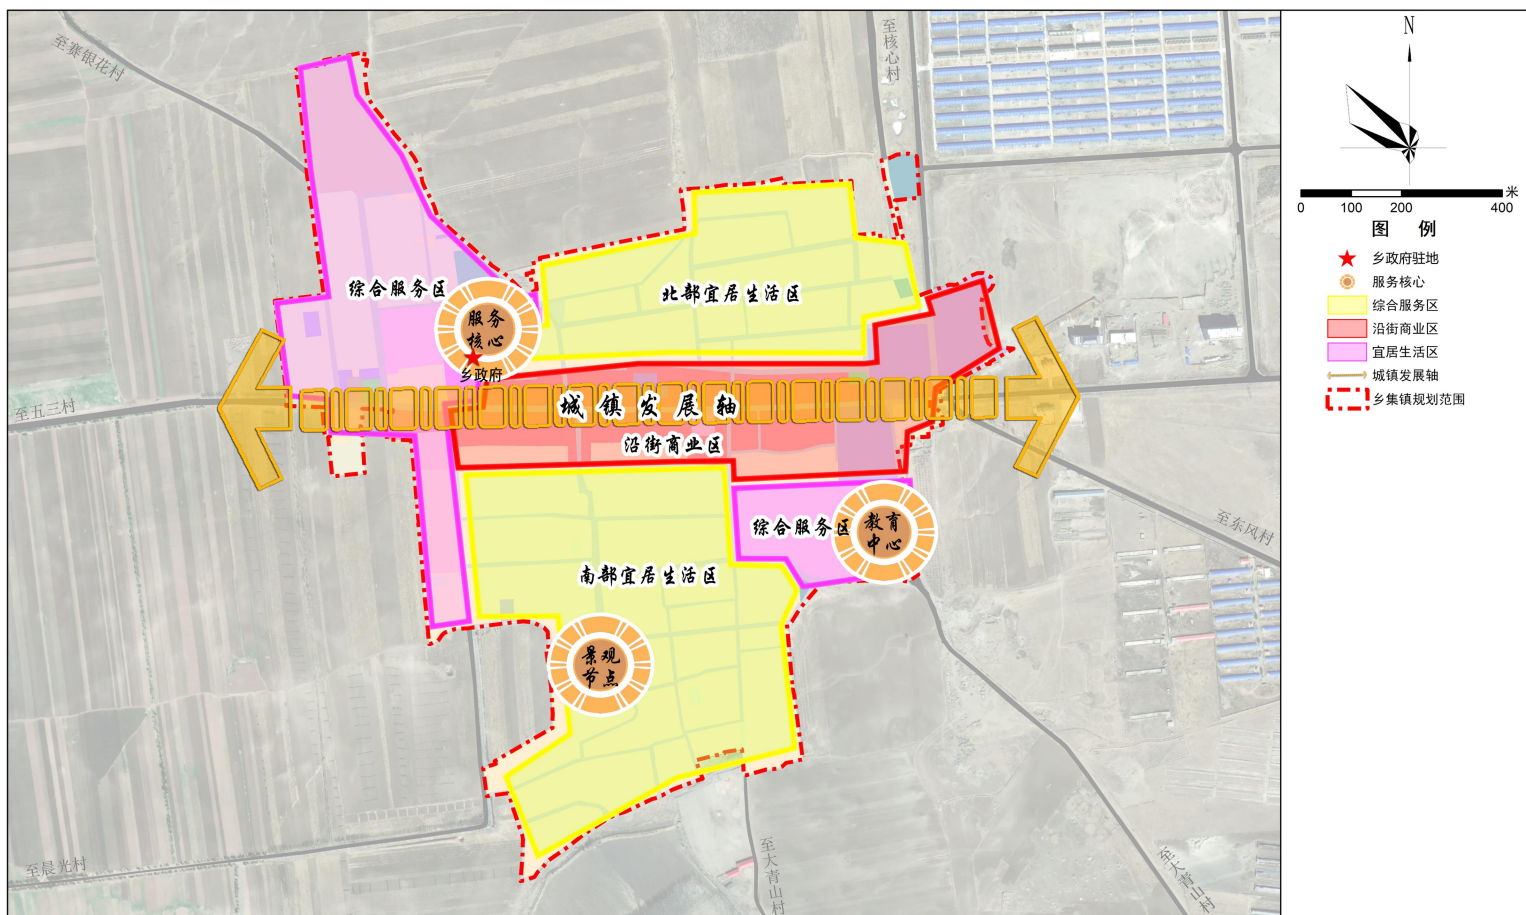 至赛银花村
至核心村
综合服务区
服务
核心
乡政府
北部宜居生活区
至五三村
城镇发展轴
沿街商业区
综合服务区
教育
中心
至东风村
南部宜居生活区
景观
节点
至晨光村
至大青山村
至大青山村
N
米
0 100 200 400
图 例
乡政府驻地
服务核心
综合服务区
沿街商业区
宜居生活区
城镇发展轴
乡集镇规划范围